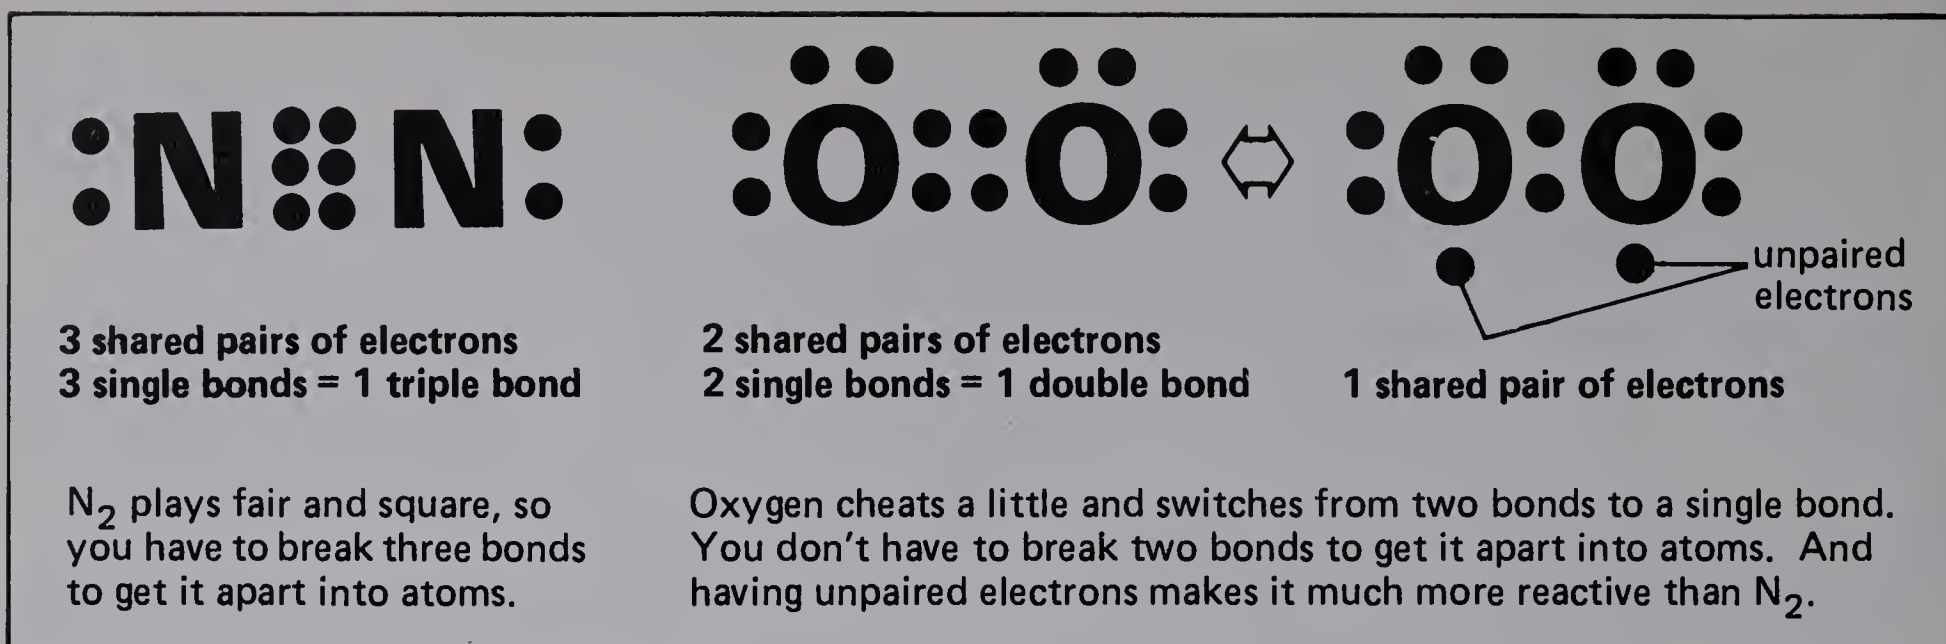 N N O O O O
unpaired
electrons
3 shared pairs of electrons
3 single bonds = 1 triple bond
2 shared pairs of electrons
2 single bonds = 1 double bond
1 shared pair of electrons
N₂ plays fair and square, so
you have to break three bonds
to get it apart into atoms.
Oxygen cheats a little and switches from two bonds to a single bond.
You don't have to break two bonds to get it apart into atoms. And
having unpaired electrons makes it much more reactive than N₂.